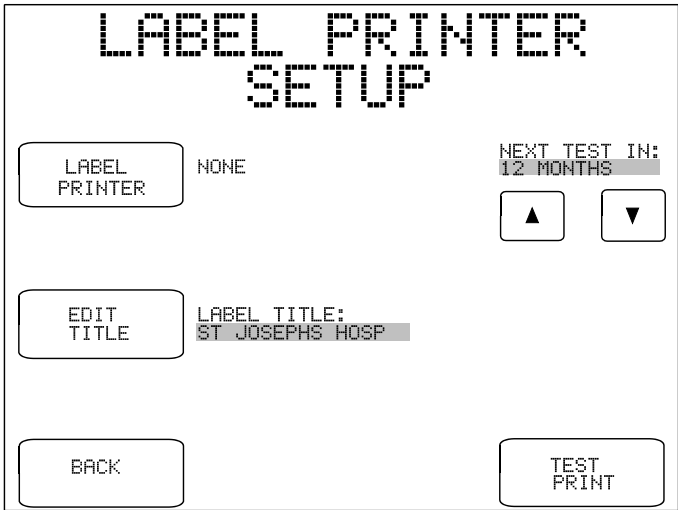 LABEL PRINTER
SETUP
LABEL
PRINTER
NONE
NEXT TEST IN:
12 MONTHS
EDIT
TITLE
LABEL TITLE:
ST JOSEPHS HOSP
BACK
TEST
PRINT